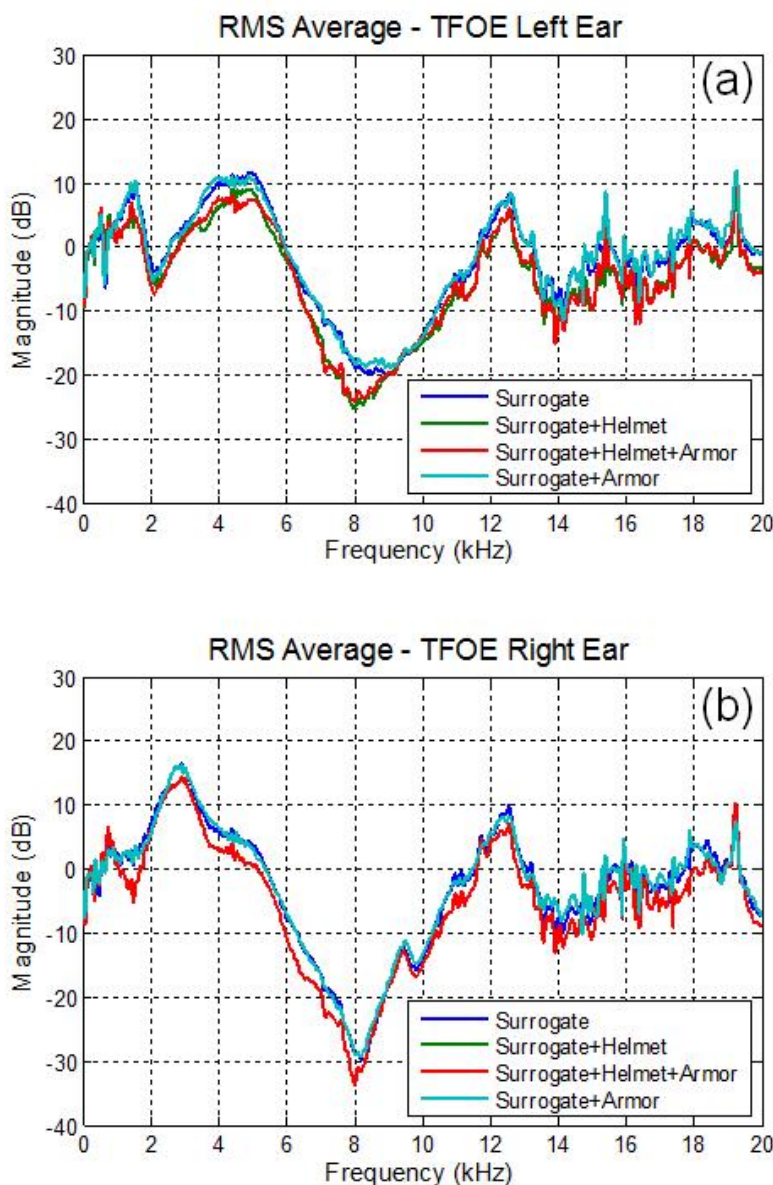 RMS Average - TFOE Left Ear
(a)
30
20
10
0
-10
-20
-30
-40
Magnitude (dB)
Surrogate
Surrogate+Helmet
Surrogate+Helmet+Armor
Surrogate+Armor
0 2 4 6 8 10 12 14 16 18 20
Frequency (kHz)
RMS Average - TFOE Right Ear
(b)
30
20
10
0
-10
-20
-30
-40
Magnitude (dB)
Surrogate
Surrogate+Helmet
Surrogate+Helmet+Armor
Surrogate+Armor
0 2 4 6 8 10 12 14 16 18 20
Frequency (kHz)